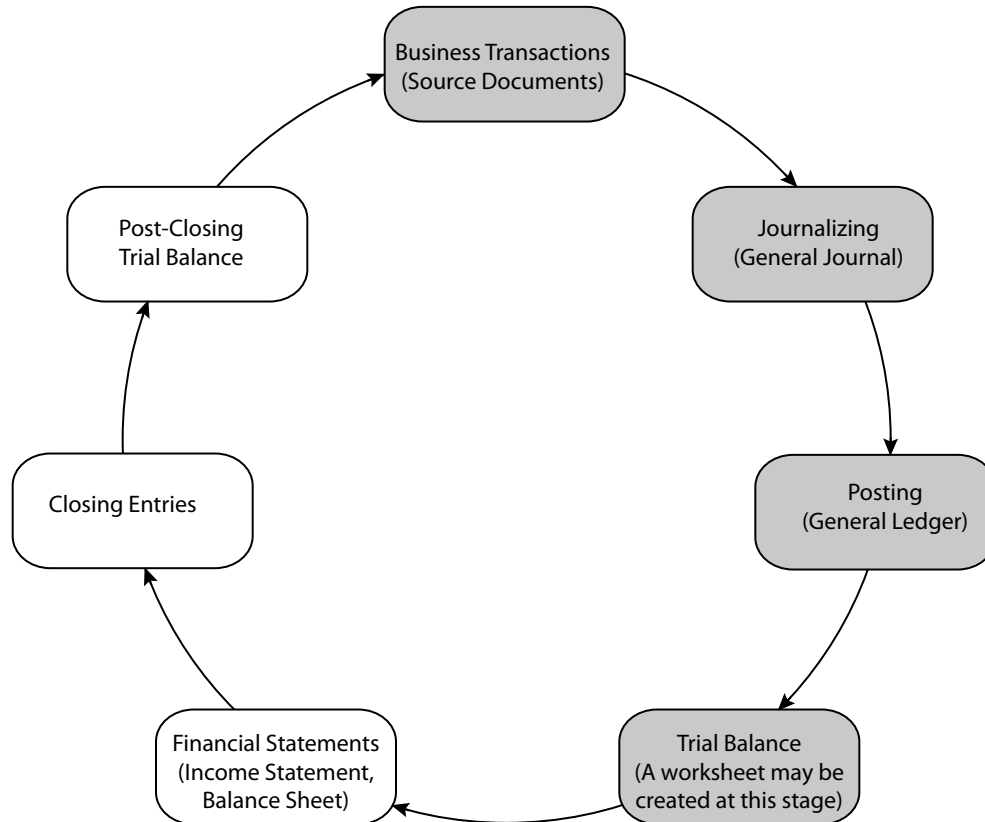 Business Transactions
(Source Documents)
Journalizing
(General Journal)
Posting
(General Ledger)
Trial Balance
(A worksheet may be
created at this stage)
Financial Statements
(Income Statement,
Balance Sheet)
Closing Entries
Post-Closing
Trial Balance